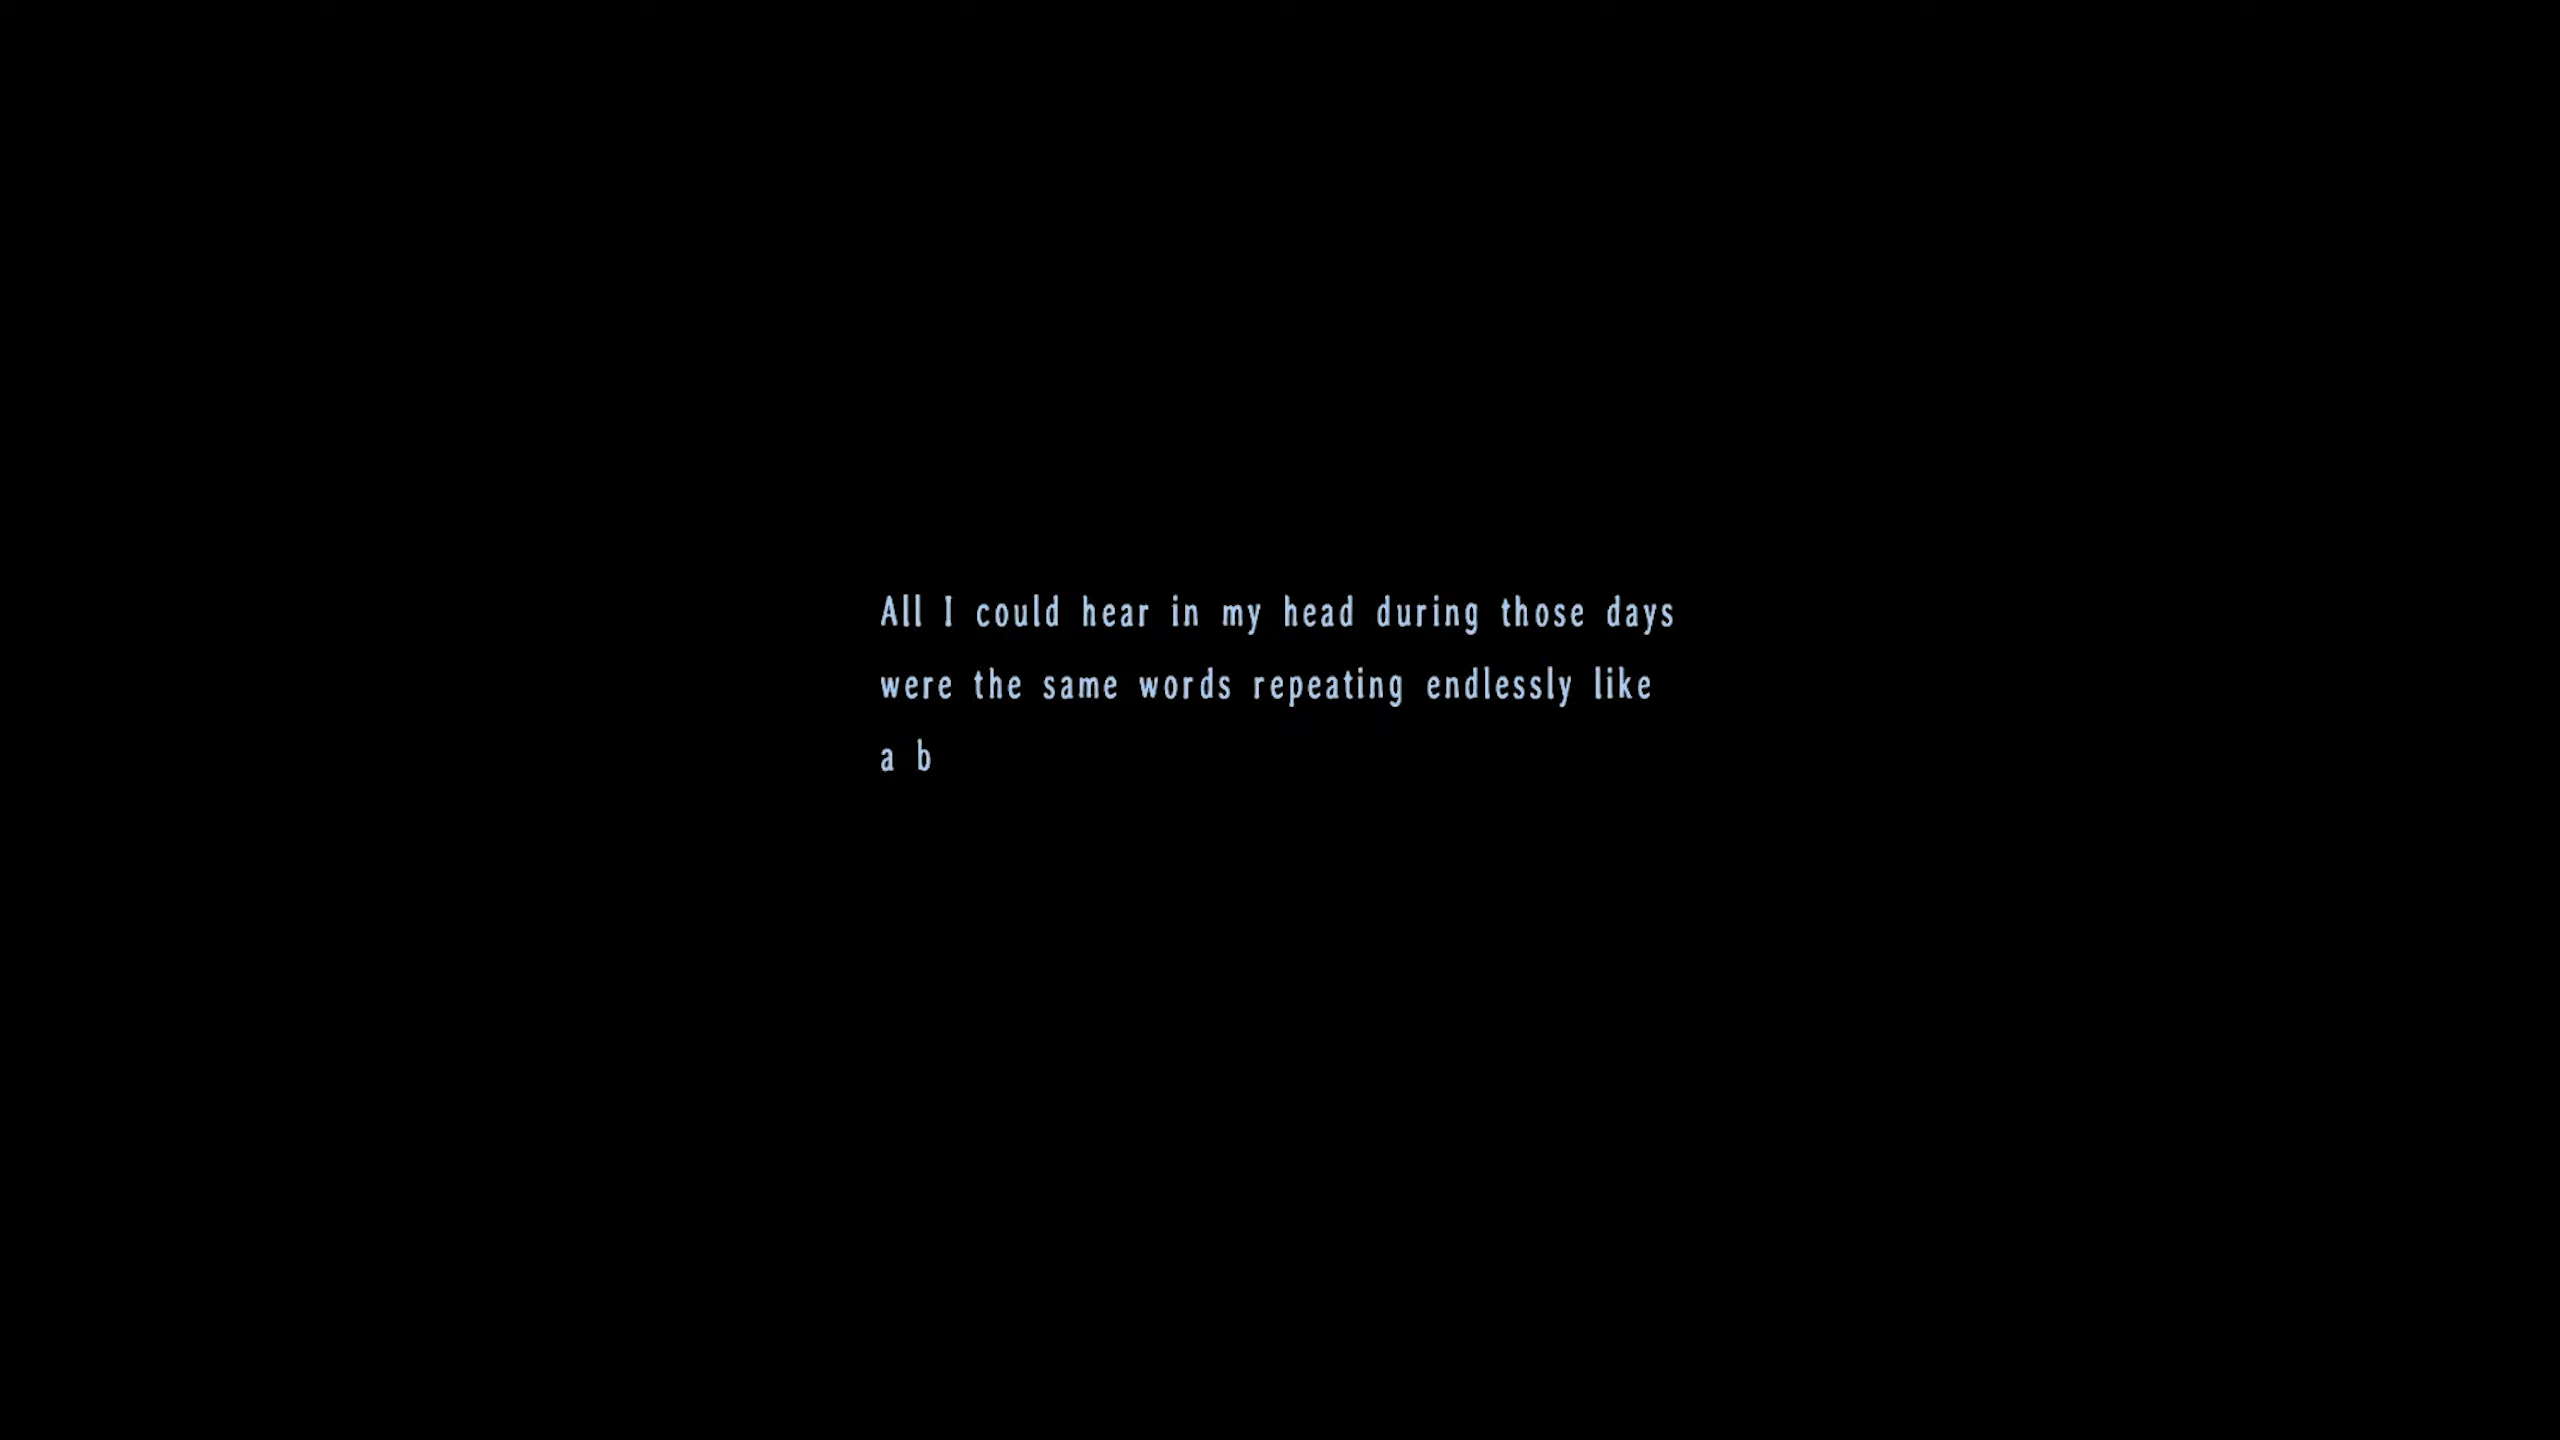 All I could hear in my head during those days
were the same words repeating endlessly like
a b